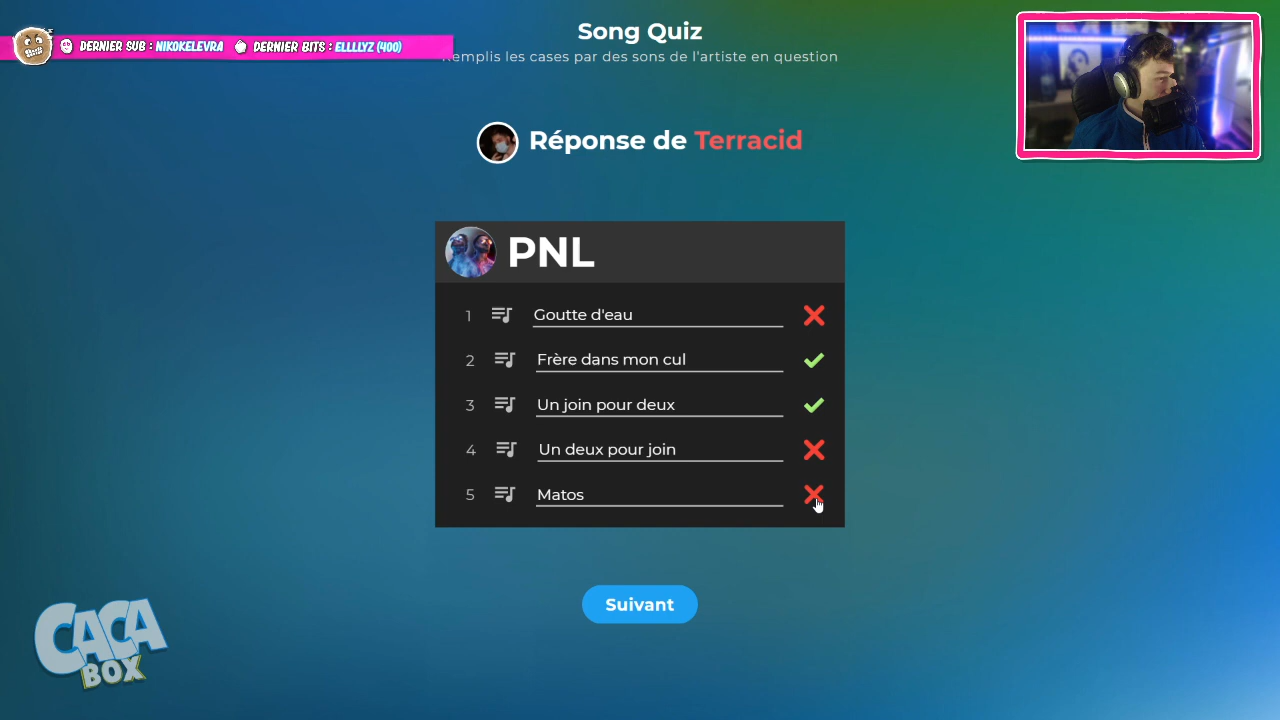 Song Quiz
DERNIER SUB : NIKOKELEVRA DERNIER BITS : ELLLLYZ (400)
Remplis les cases par des sons de l'artiste en question
Réponse de Terracid
PNL
1 Goutte d'eau
2 Frère dans mon cul
3 Un join pour deux
4 Un deux pour join
5 Matos
Suivant
CACA
BOX